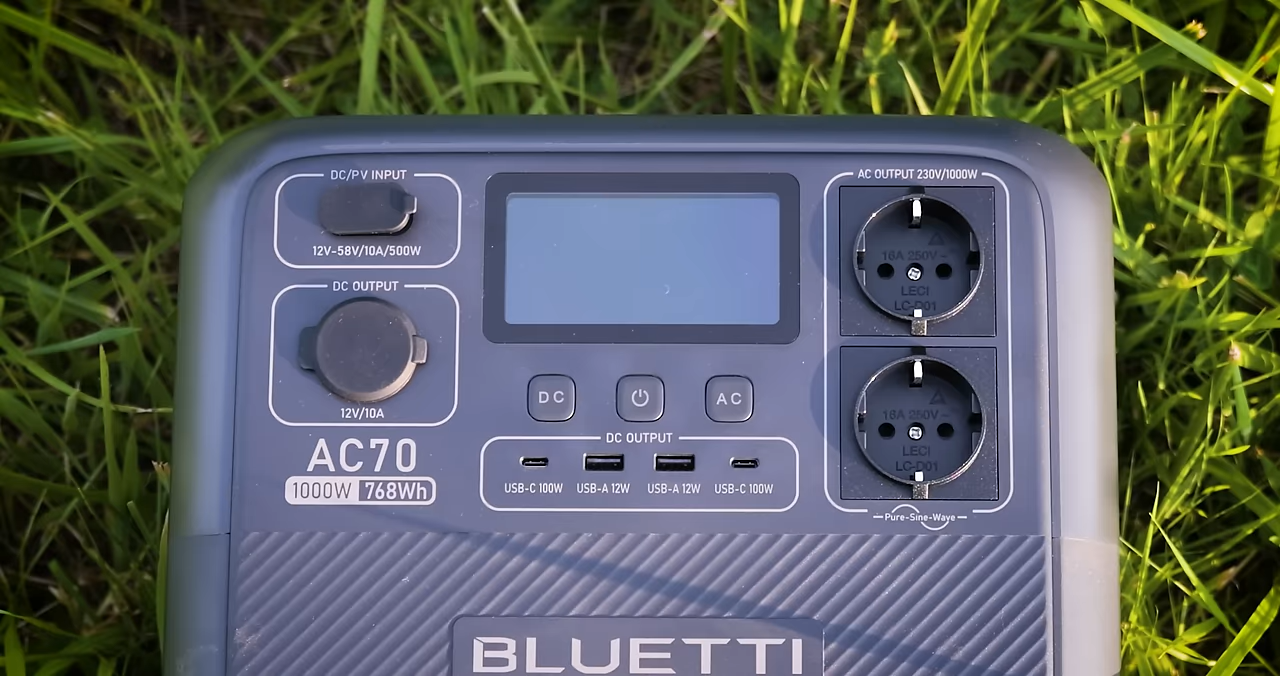 DC/PV INPUT
12V-58V/10A/500W
DC OUTPUT
12V/10A
AC70
1000W 768Wh
DC
AC
DC OUTPUT
USB-C 100W USB-A 12W USB-A 12W USB-C 100W
AC OUTPUT 230V/1000W
16A 250V~
LECI
LC-D01
16A 250V~
LECI
LC-D01
Pure-Sine-Wave
BLUETTI